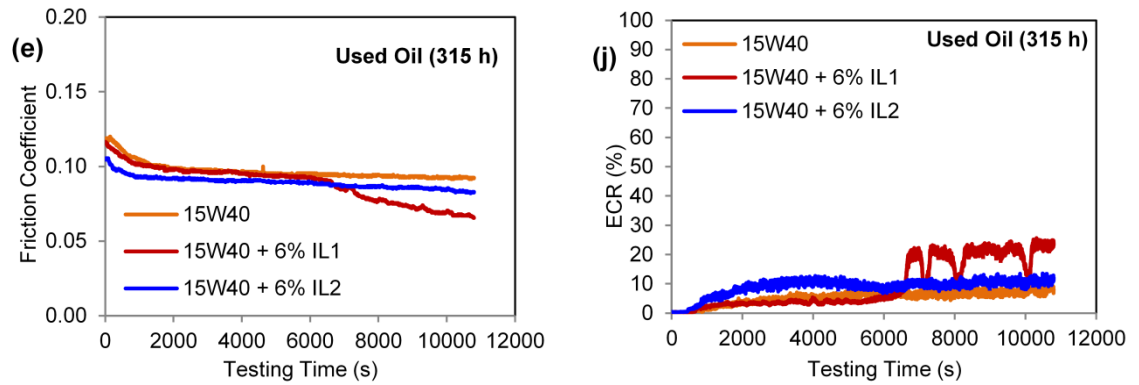 (e)
Used Oil (315 h)
0.20
0.15
0.10
0.05
0.00
Friction Coefficient
15W40
15W40 + 6% IL1
15W40 + 6% IL2
0 2000 4000 6000 8000 10000 12000
Testing Time (s)
(j)
Used Oil (315 h)
100
90
80
70
60
50
40
30
20
10
0
ECR (%)
15W40
15W40 + 6% IL1
15W40 + 6% IL2
0 2000 4000 6000 8000 10000 12000
Testing Time (s)